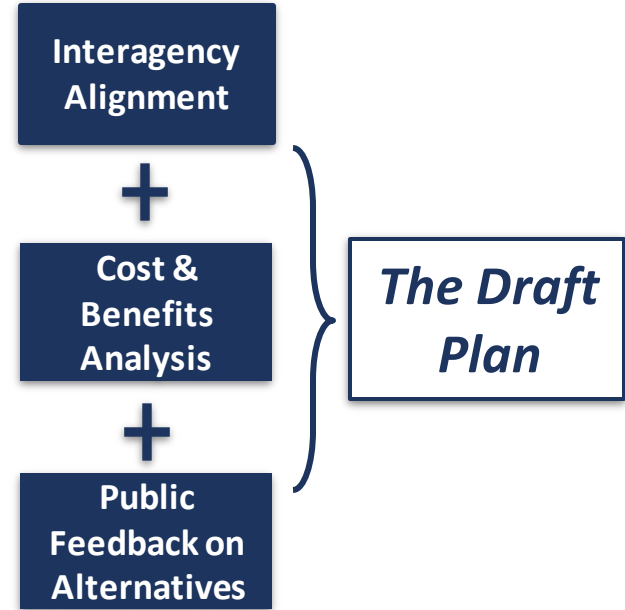 Interagency
Alignment
+
Cost &
Benefits
Analysis
+
Public
Feedback on
Alternatives
The Draft
Plan